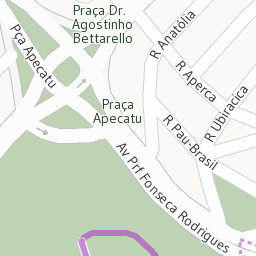 Praça Dr.
Agostinho
Bettarello
R Anatólia
Pça Apecatu
R Aperca
R Ubiracica
Praça
Apecatu
R Pau-Brasil
Av Prf Fonseca Rodrigues